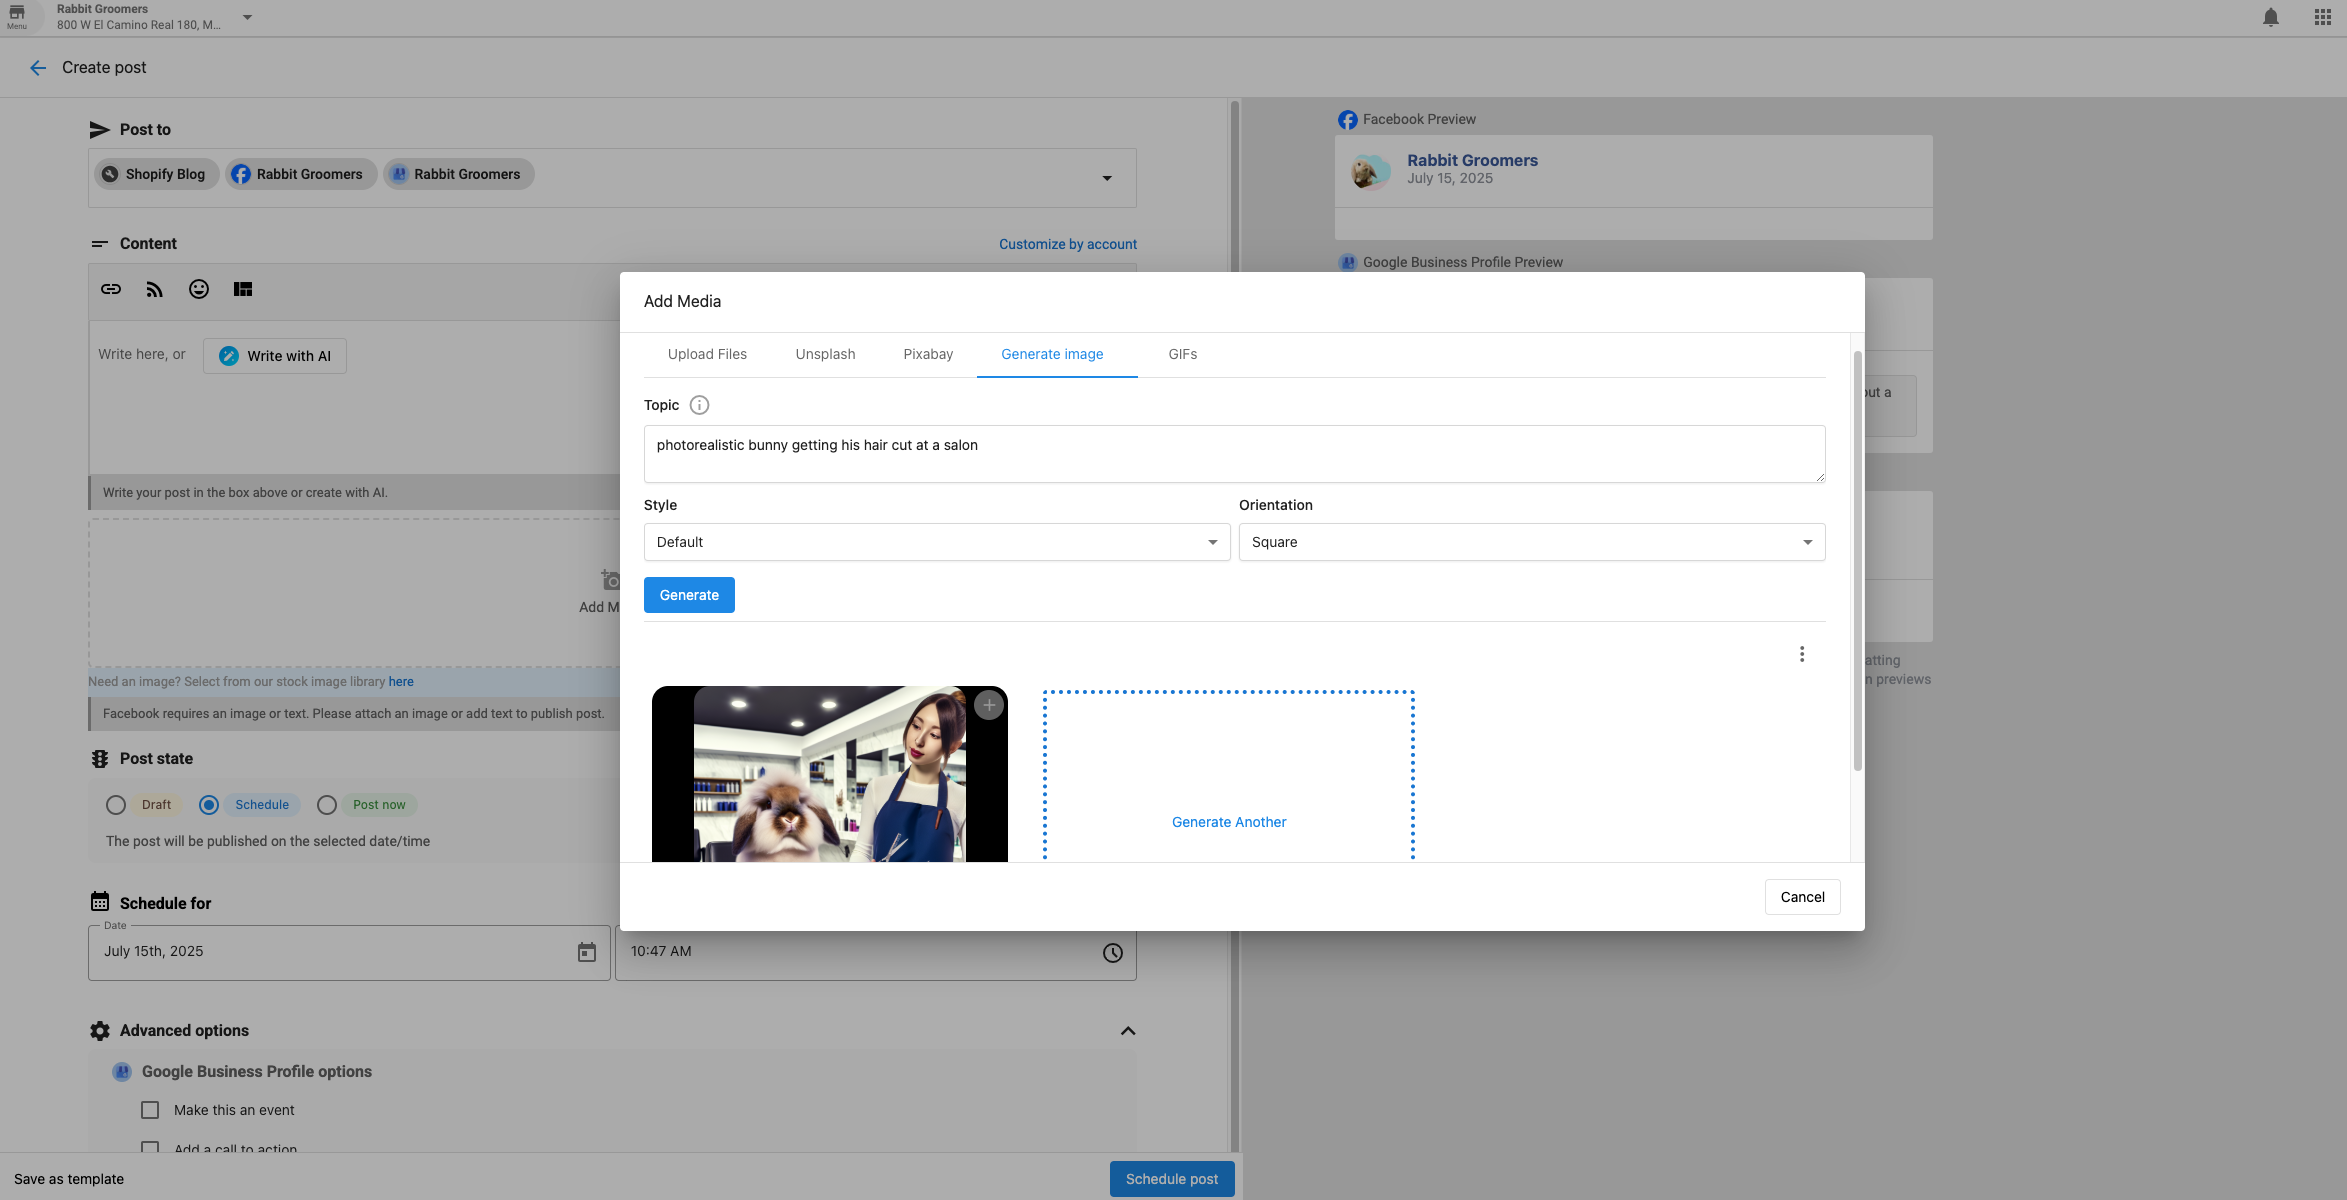 Rabbit Groomers
800 W El Camino Real 180, M...
Menu
Create post
Post to
Shopify Blog
Rabbit Groomers
Rabbit Groomers
Content
Customize by account
Write here, or
Write with AI
Write your post in the box above or create with AI.
Add M
Need an image? Select from our stock image library here
Facebook requires an image or text. Please attach an image or add text to publish post.
Post state
Draft
Schedule
Post now
The post will be published on the selected date/time
Schedule for
Date
July 15th, 2025
10:47 AM
Advanced options
Google Business Profile options
Make this an event
Add a call to action
Save as template
Schedule post
Facebook Preview
Rabbit Groomers
July 15, 2025
Google Business Profile Preview
out a
atting
n previews
Add Media
Upload Files
Unsplash
Pixabay
Generate image
GIFs
Topic
photorealistic bunny getting his hair cut at a salon
Style
Orientation
Default
Square
Generate
Generate Another
Cancel